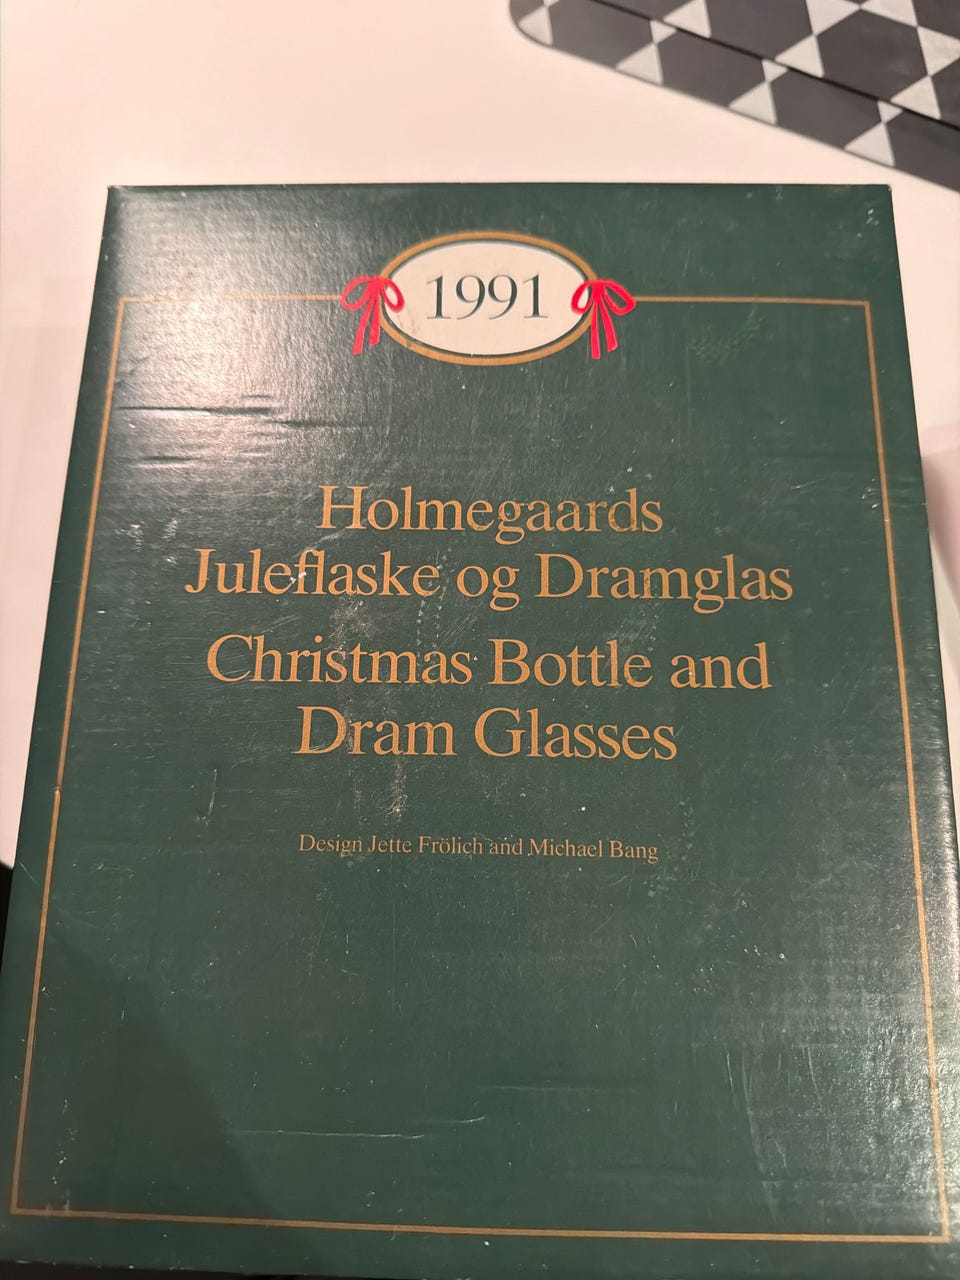 1991
Holmegaards
Juleflaske og Dramglas
Christmas Bottle and
Dram Glasses
Design Jette Frölich and Michael Bang